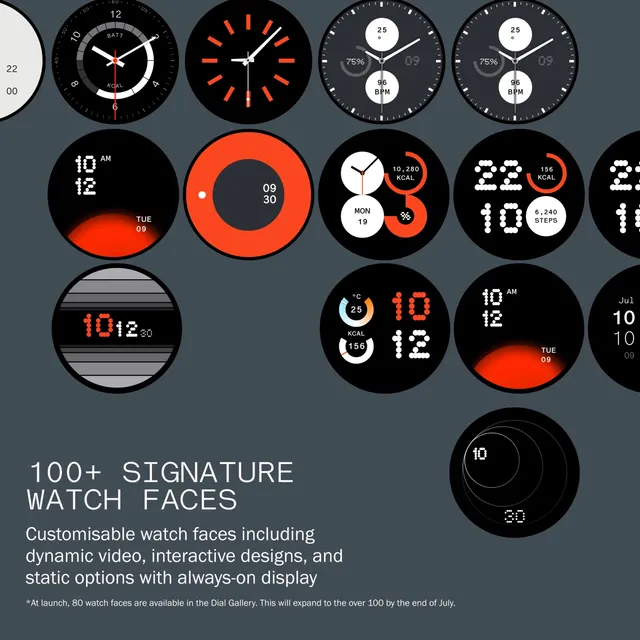 22
00
12
BATT
10
2
8
4
KCAL
6
25
75%
09
96
BPM
25
75%
09
96
BPM
10 AM
12
TUE
09
09
30
10,280
KCAL
MON
19
%
22
156
KCAL
10
6,240
STEPS
10 12 30
°C
25
10
KCAL
156
12
10 AM
12
TUE
09
Jul
10
10
09
10
30
100+ SIGNATURE
WATCH FACES
Customisable watch faces including
dynamic video, interactive designs, and
static options with always-on display
*At launch, 80 watch faces are available in the Dial Gallery. This will expand to the over 100 by the end of July.